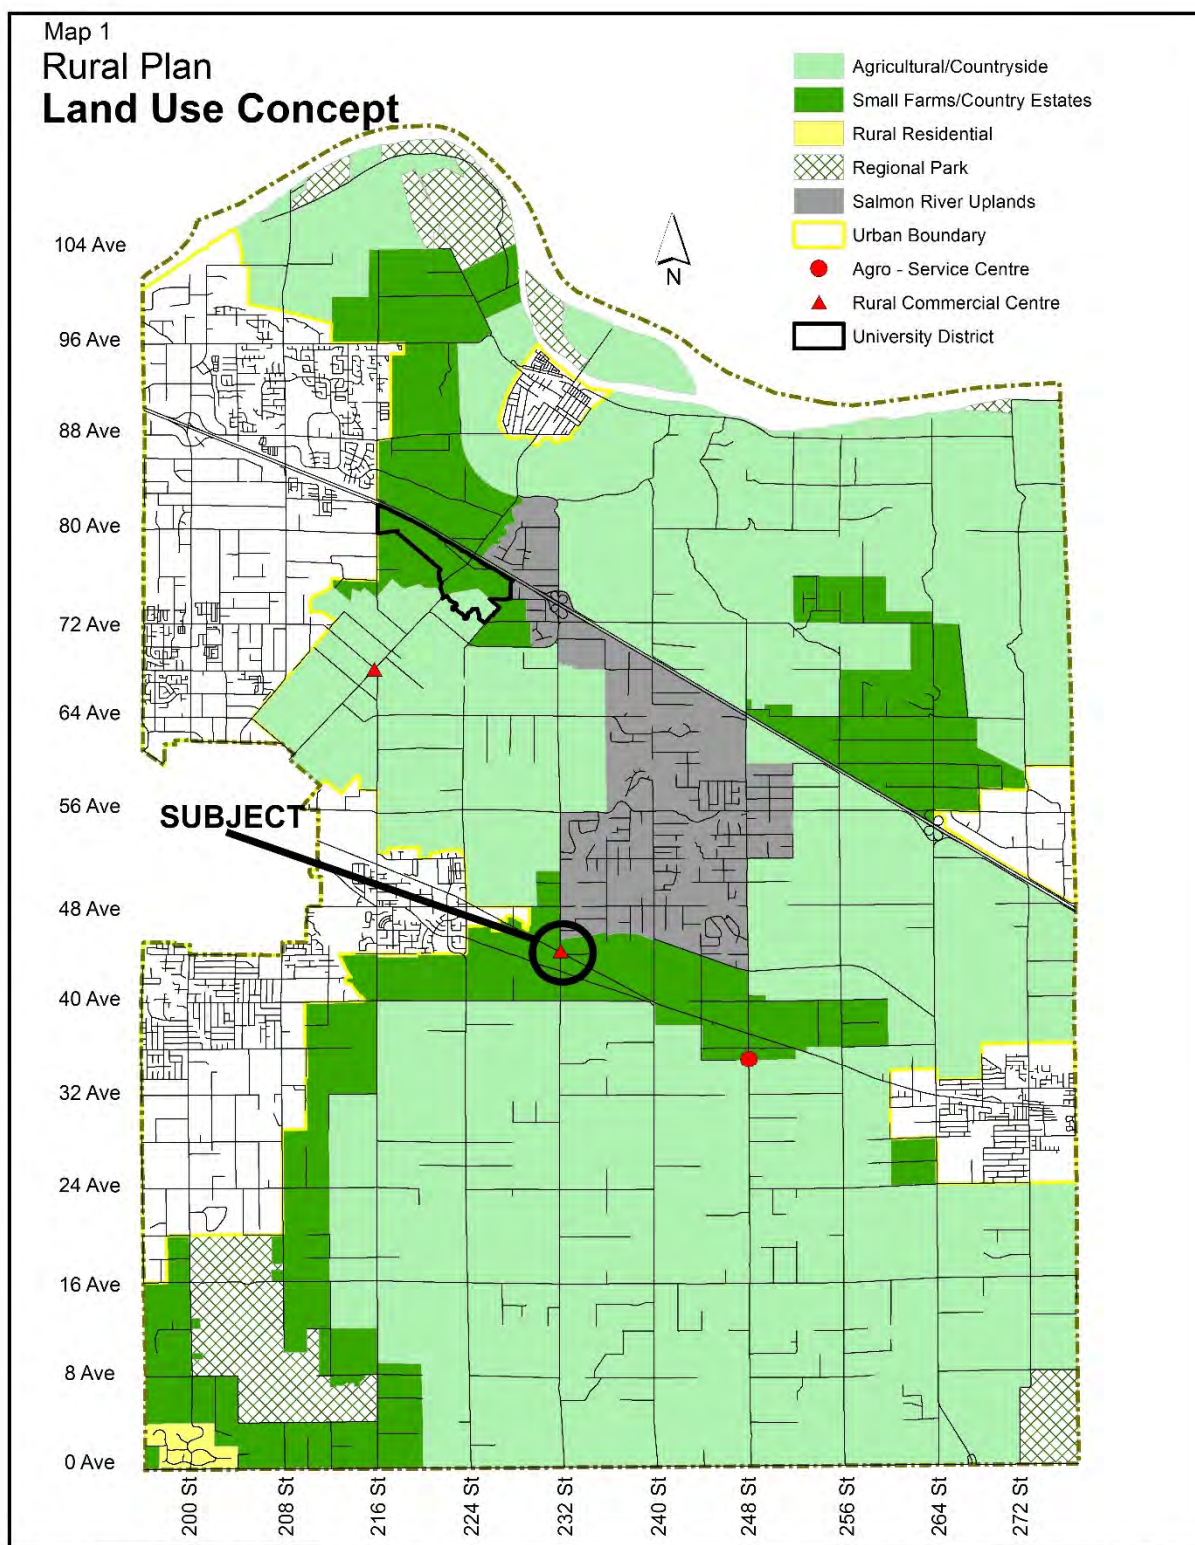 Map 1
Rural Plan
Land Use Concept
Agricultural/Countryside
Small Farms/Country Estates
Rural Residential
Regional Park
Salmon River Uplands
Urban Boundary
Agro - Service Centre
Rural Commercial Centre
University District
N
104 Ave
96 Ave
88 Ave
80 Ave
72 Ave
64 Ave
56 Ave
SUBJECT
48 Ave
40 Ave
32 Ave
24 Ave
16 Ave
8 Ave
0 Ave
200 St
208 St
216 St
224 St
232 St
240 St
248 St
256 St
264 St
272 St